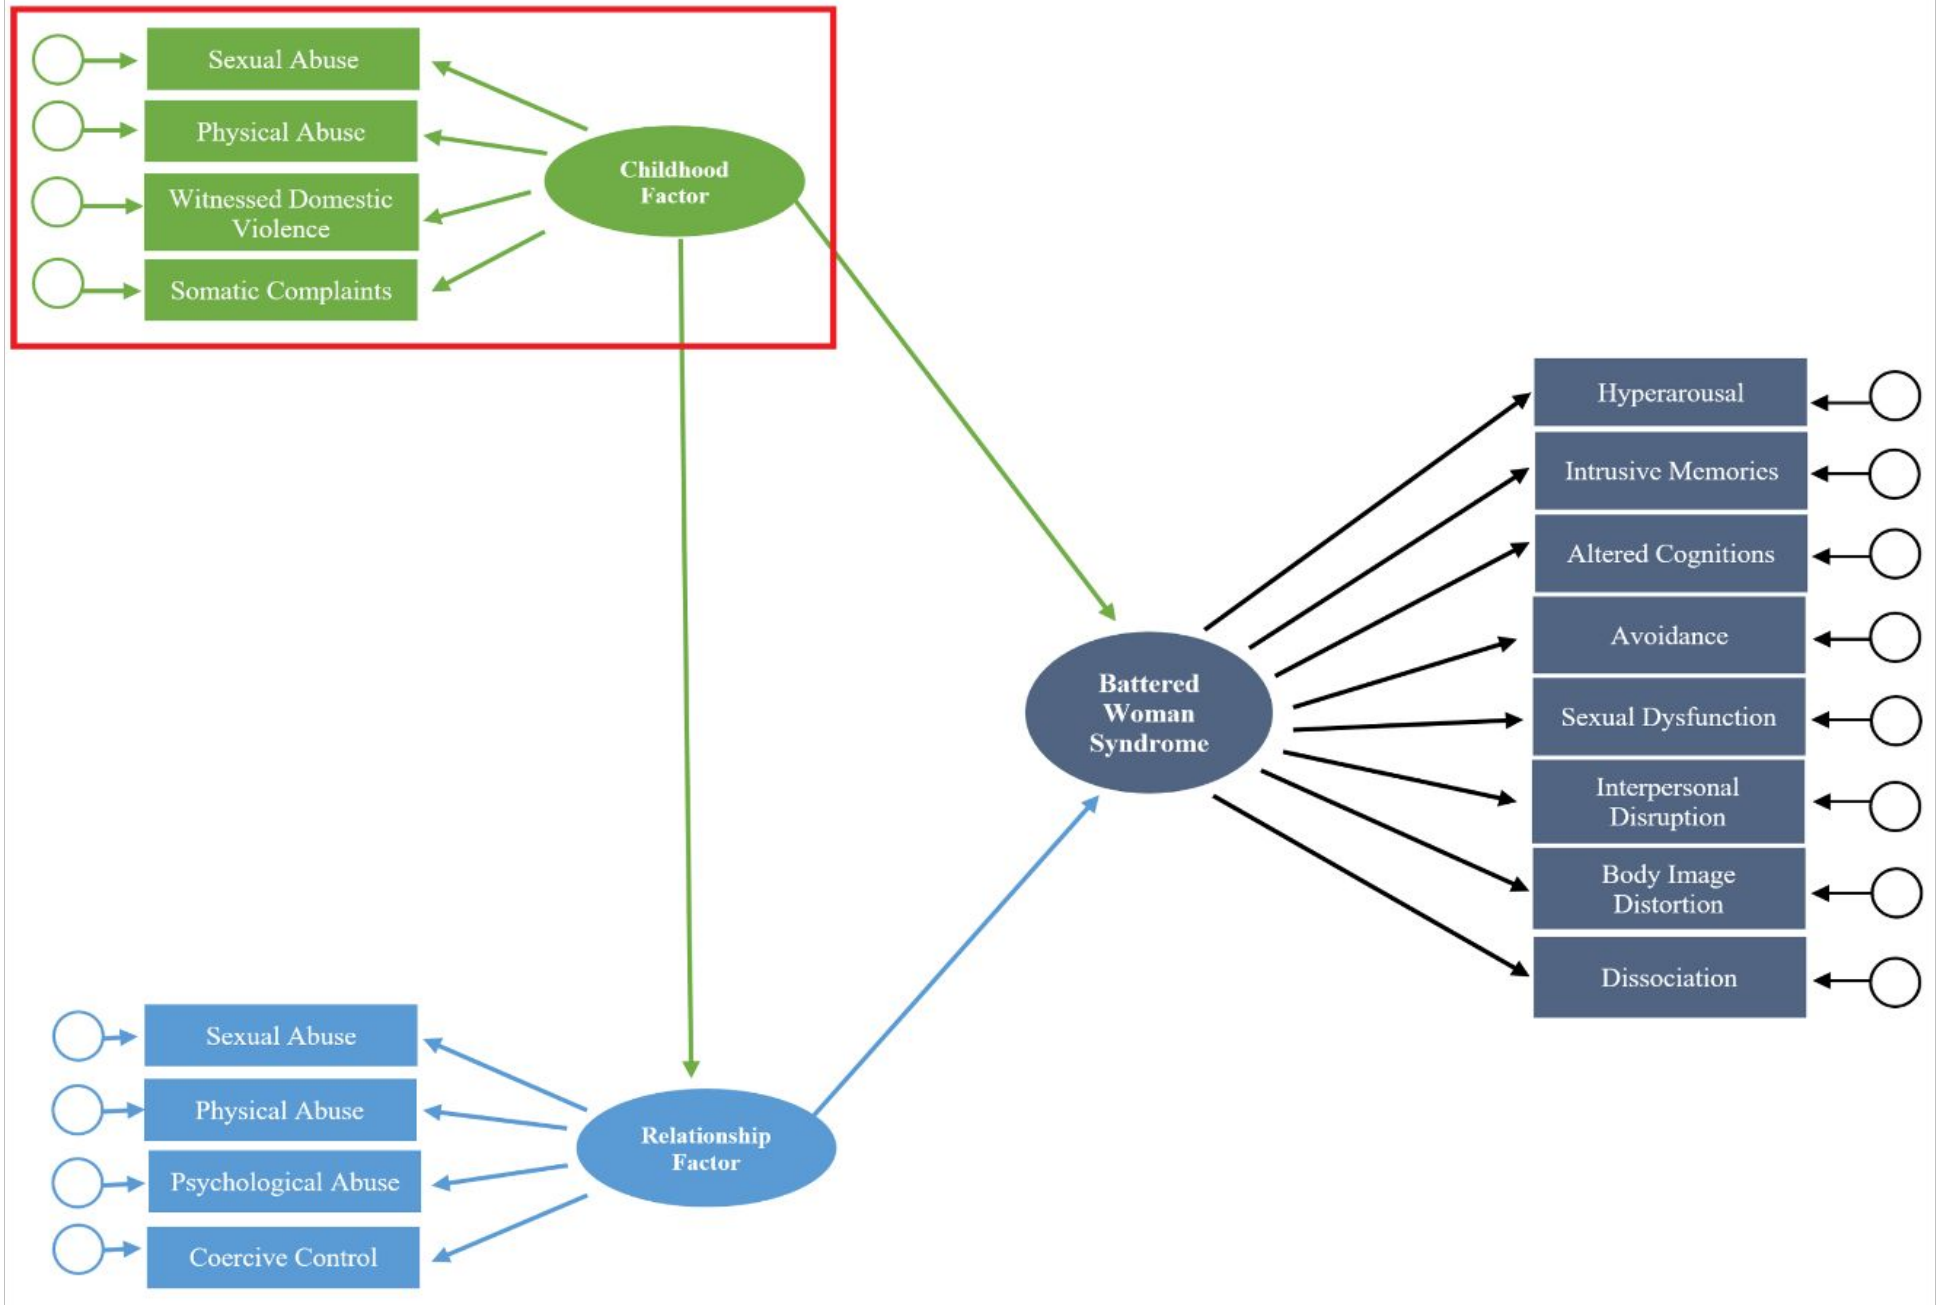 Sexual Abuse
Physical Abuse
Witnessed Domestic
Violence
Somatic Complaints
Childhood
Factor
Hyperarousal
Intrusive Memories
Altered Cognitions
Avoidance
Sexual Dysfunction
Interpersonal
Disruption
Body Image
Distortion
Dissociation
Battered
Woman
Syndrome
Sexual Abuse
Physical Abuse
Psychological Abuse
Coercive Control
Relationship
Factor